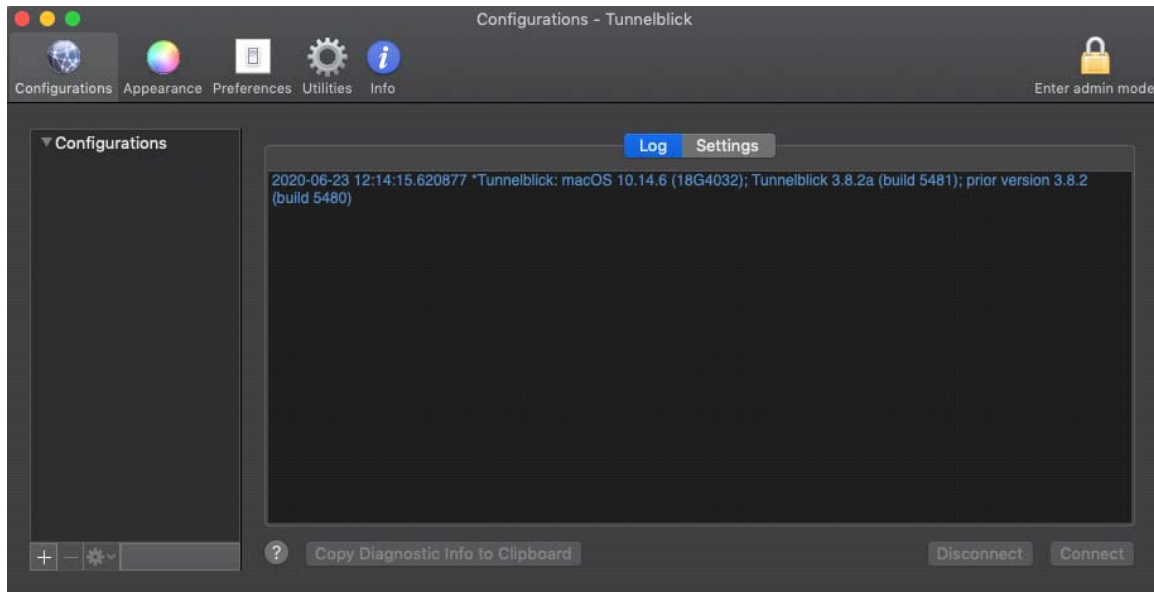 Configurations - Tunnelblick
Configurations Appearance Preferences Utilities Info Enter admin mode
Configurations
Log Settings
2020-06-23 12:14:15.620877 *Tunnelblick: macOS 10.14.6 (18G4032); Tunnelblick 3.8.2a (build 5481); prior version 3.8.2
(build 5480)
? Copy Diagnostic Info to Clipboard Disconnect Connect